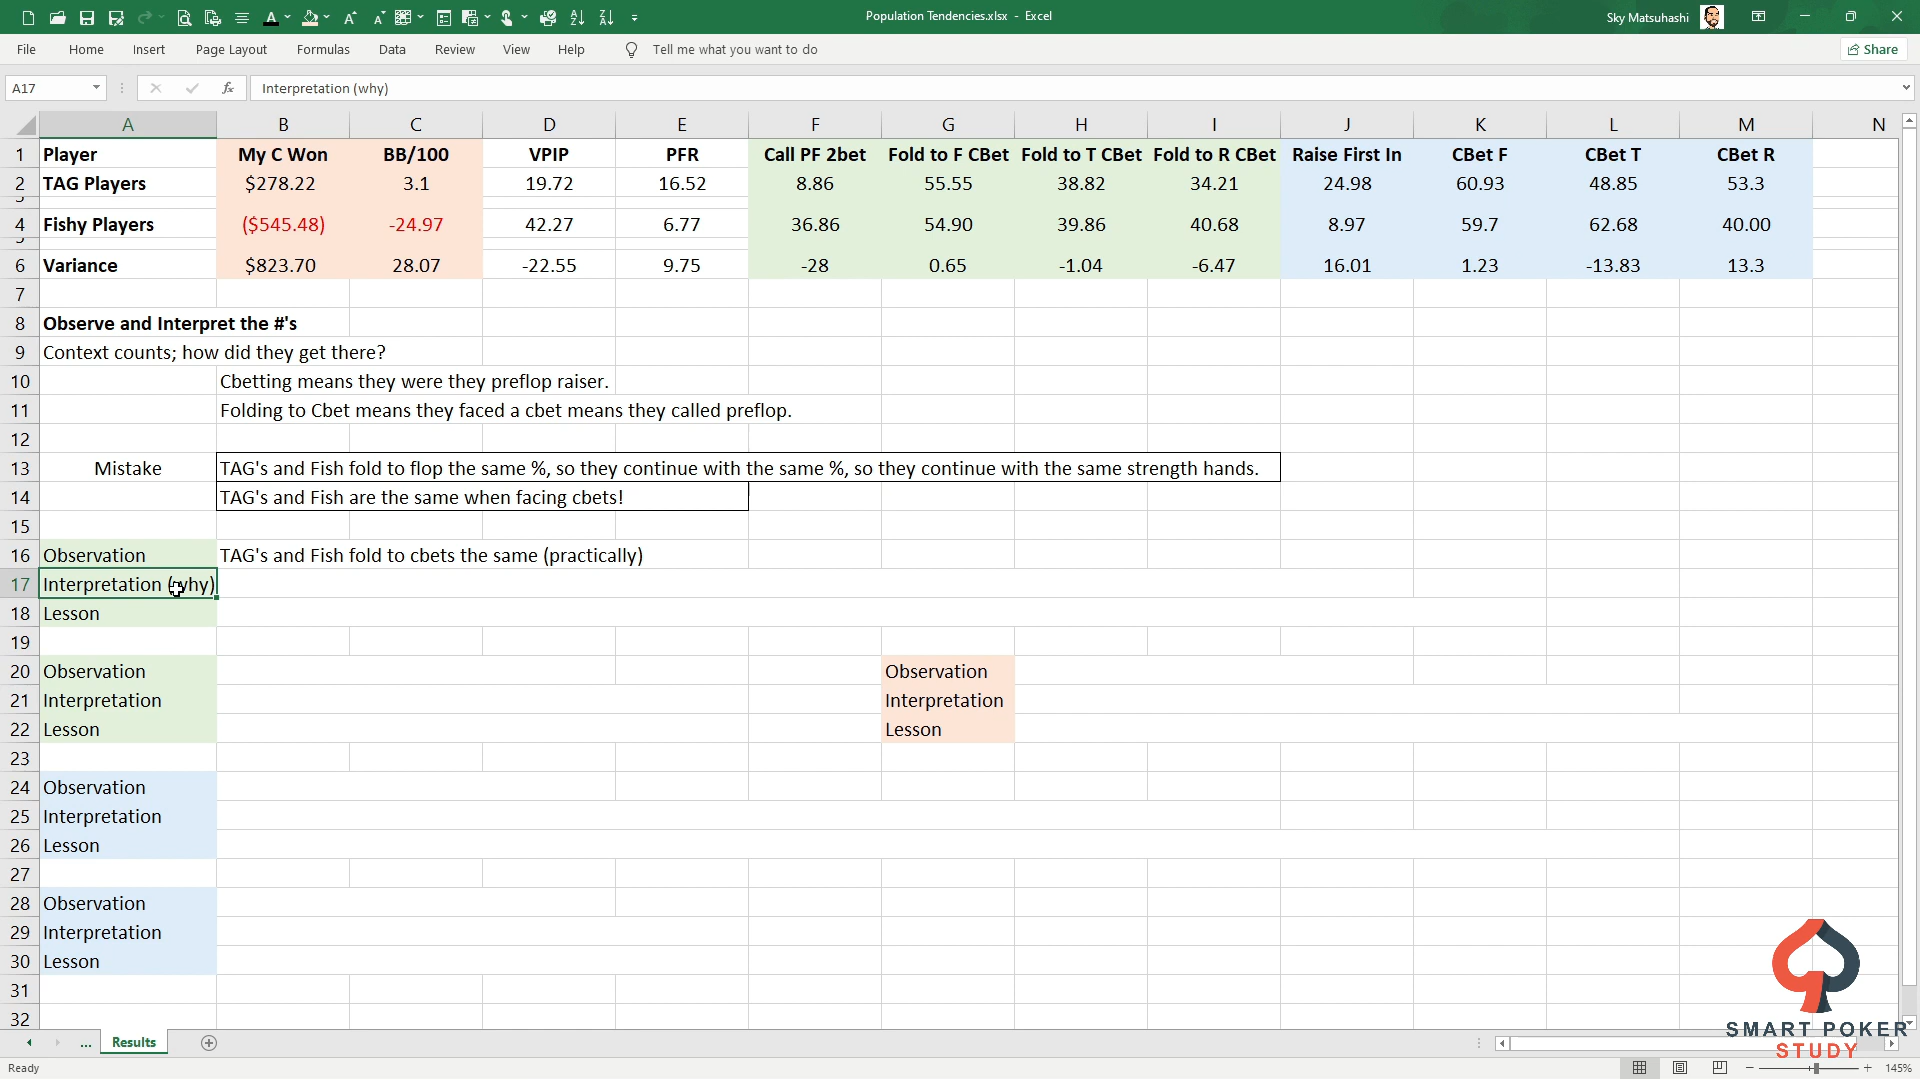 Population Tendencies.xlsx - Excel
Sky Matsuhashi
File Home Insert Page Layout Formulas Data Review View Help Tell me what you want to do Share
A17 fx Interpretation (why)
A B C D E F G H I J K L M N
1 Player My C Won BB/100 VPIP PFR Call PF 2bet Fold to F CBet Fold to T CBet Fold to R CBet Raise First In CBet F CBet T CBet R
2 TAG Players $278.22 3.1 19.72 16.52 8.86 55.55 38.82 34.21 24.98 60.93 48.85 53.3
4 Fishy Players ($545.48) -24.97 42.27 6.77 36.86 54.90 39.86 40.68 8.97 59.7 62.68 40.00
6 Variance $823.70 28.07 -22.55 9.75 -28 0.65 -1.04 -6.47 16.01 1.23 -13.83 13.3
7
8 Observe and Interpret the #'s
9 Context counts; how did they get there?
10 Cbetting means they were they preflop raiser.
11 Folding to Cbet means they faced a cbet means they called preflop.
12
13 Mistake TAG's and Fish fold to flop the same %, so they continue with the same %, so they continue with the same strength hands.
14 TAG's and Fish are the same when facing cbets!
15
16 Observation TAG's and Fish fold to cbets the same (practically)
17 Interpretation (why)
18 Lesson
19
20 Observation Observation
21 Interpretation Interpretation
22 Lesson Lesson
23
24 Observation
25 Interpretation
26 Lesson
27
28 Observation
29 Interpretation
30 Lesson
31
32
... Results
SMART POKER
STUDY
Ready 145%